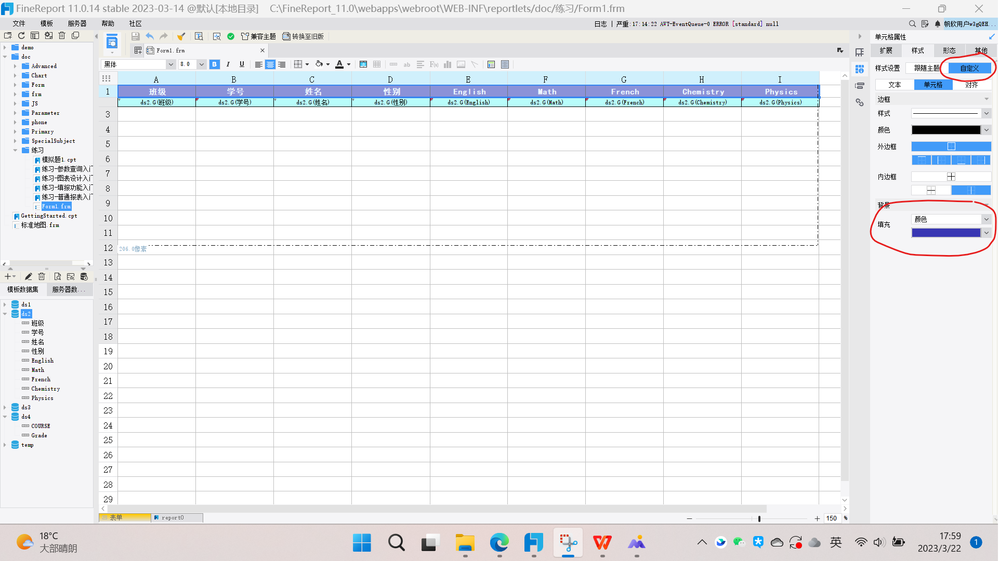 FineReport 11.0.14 stable 2023-03-14 @默认[本地目录]    C:\FineReport_11.0\webapps\webroot\WEB-INF\reportlets/doc/练习/Form1.frm
文件 模板 服务器 帮助 社区
日志 | 严重:17:14:22 AWT-EventQueue-0 ERROR [standard] null
帆软用户w3gQEH...
兼容主题 转换至旧版
Form1.frm
黑体 8.0 B I U A
demo
doc
Advanced
Chart
Form
frm
JS
Parameter
phone
Primary
SpecialSubject
练习
模拟题1.cpt
练习-参数查询入门
练习-图表设计入门
练习-填报功能入门
练习-普通报表入门
Form1.frm
GettingStarted.cpt
标准地图.frm
模板数据集 服务器数...
ds1
ds2
班级
学号
姓名
性别
English
Math
French
Chemistry
Physics
ds3
ds4
COURSE
Grade
temp
A B C D E F G H I
1 班级 学号 姓名 性别 English Math French Chemistry Physics
ds2.G(班级) ds2.G(学号) ds2.G(姓名) ds2.G(性别) ds2.G(English) ds2.G(Math) ds2.G(French) ds2.G(Chemistry) ds2.G(Physics)
3
4
5
6
7
8
9
10
11
12 206.0像素
13
14
15
16
17
18
19
20
21
22
23
24
25
26
27
28
29
表单 report0
150 %
单元格属性
扩展 样式 形态 其他
样式设置 跟随主题 自定义
文本 单元格 对齐
边框
样式
颜色
外边框
内边框
背景
填充 颜色
18°C
大部晴朗
英
17:59
2023/3/22
1